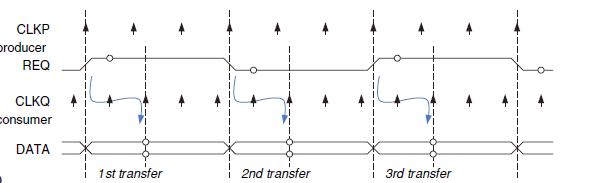 CLKP
producer
REQ
CLKQ
consumer
DATA
1st transfer
2nd transfer
3rd transfer